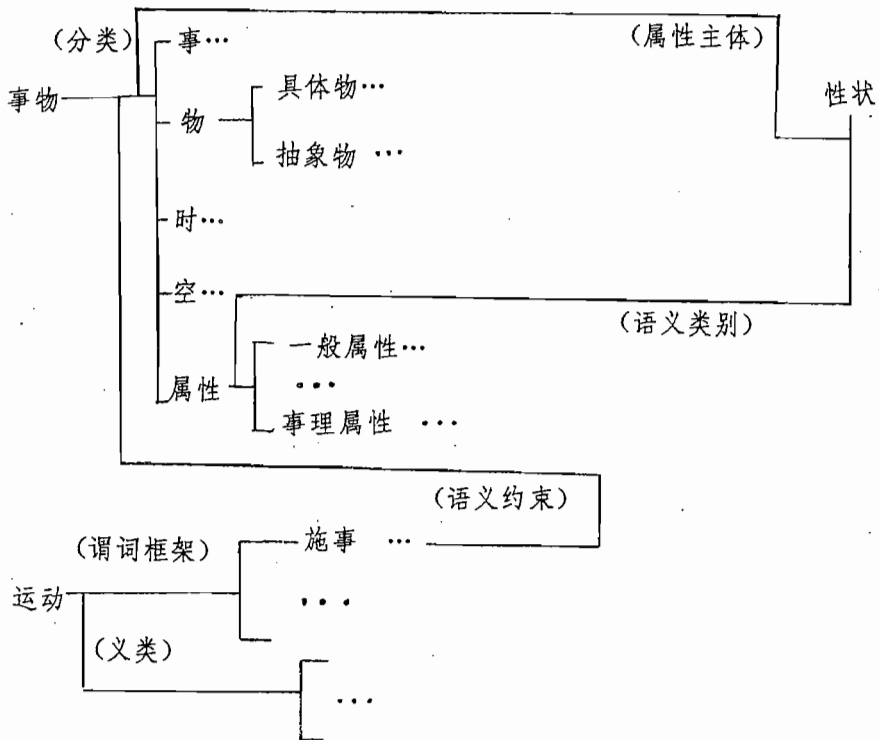 (分类)
事…
(属性主体)
事物
具体物…
性状
物
抽象物 …
时…
空…
(语义类别)
一般属性…
…
属性
事理属性 …
(语义约束)
(谓词框架)
施事 …
运动
…
(义类)
…